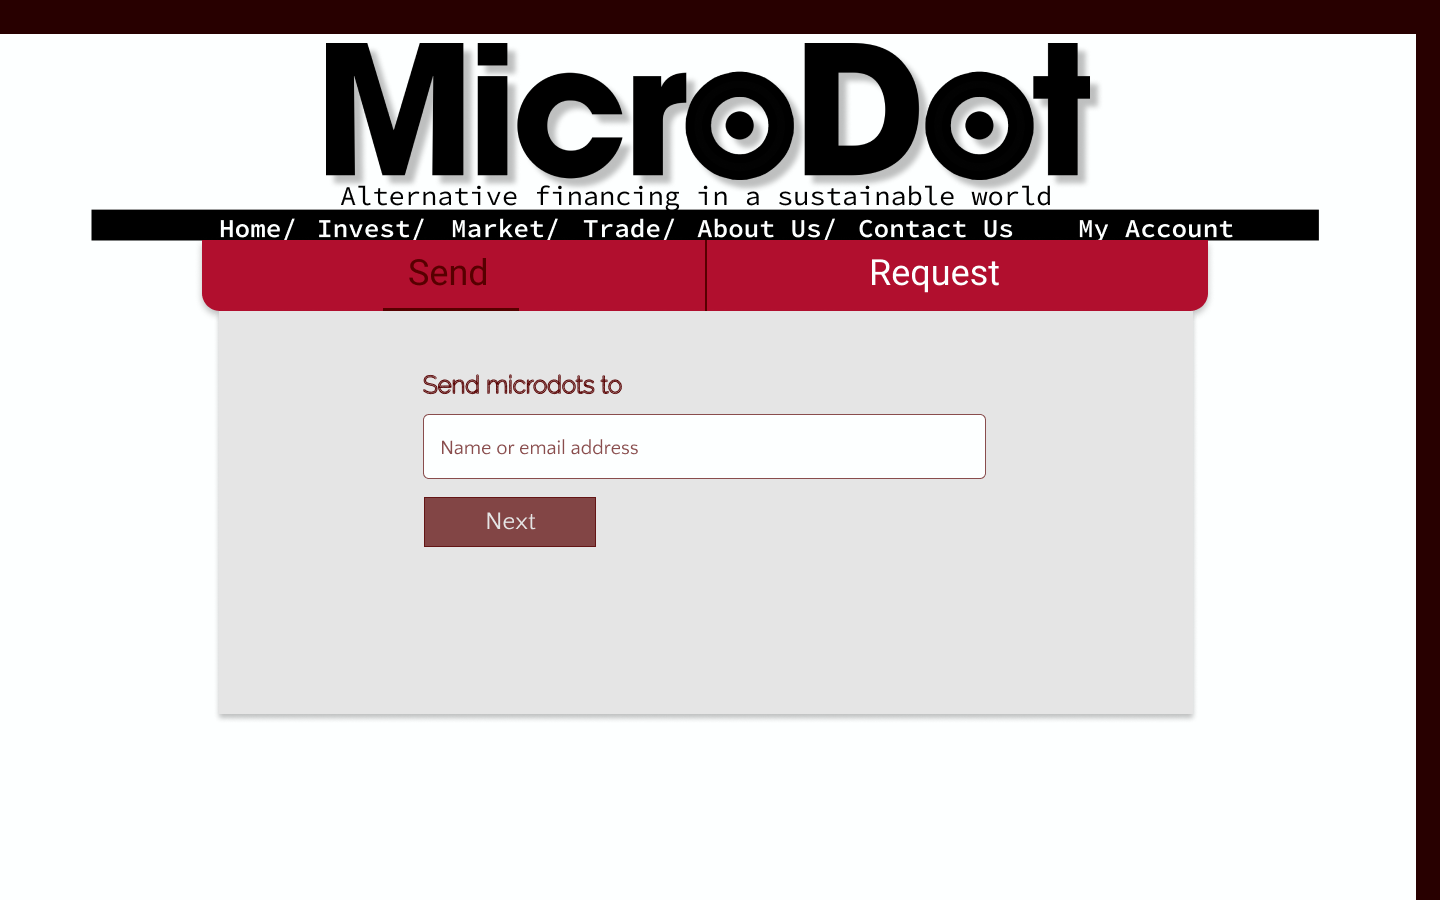 MicroDot
Alternative financing in a sustainable world
Home/ Invest/ Market/ Trade/ About Us/ Contact Us My Account
Send Request
Send microdots to
Name or email address
Next